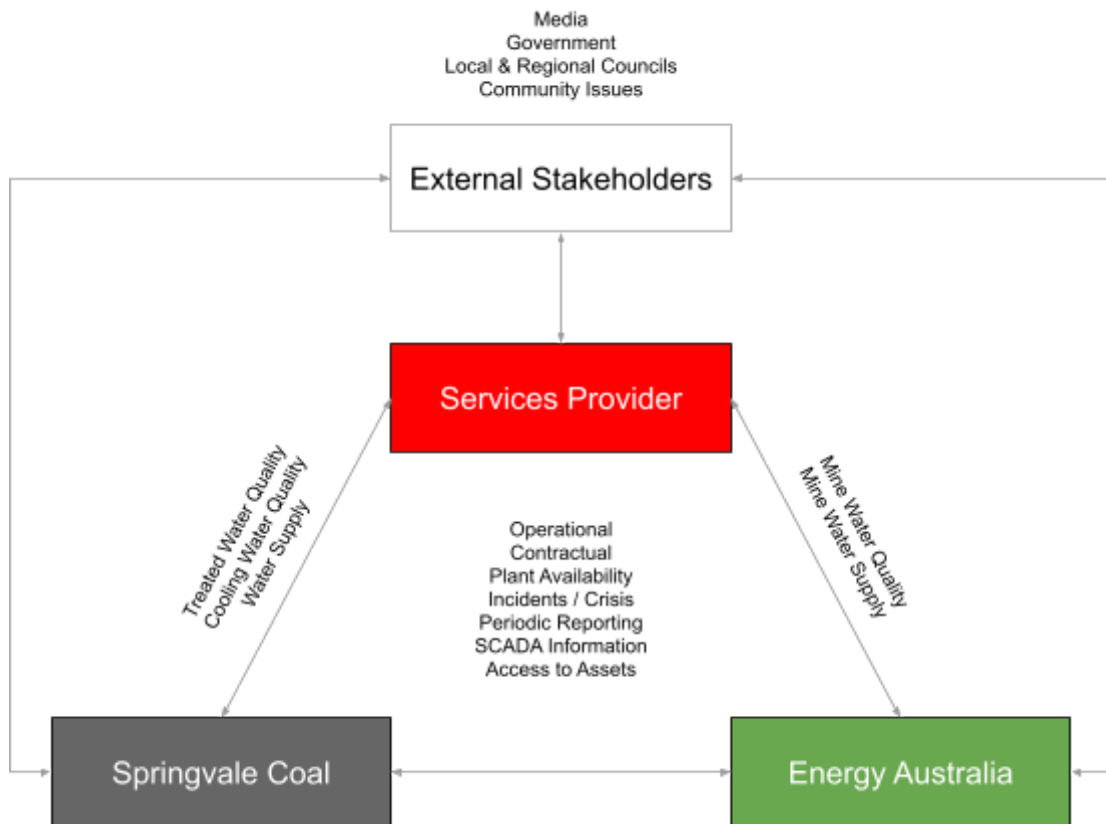 Media
Government
Local & Regional Councils
Community Issues
External Stakeholders
Services Provider
Treated Water Quality
Cooling Water Quality
Water Supply
Mine Water Quality
Mine Water Supply
Operational
Contractual
Plant Availability
Incidents / Crisis
Periodic Reporting
SCADA Information
Access to Assets
Springvale Coal
Energy Australia